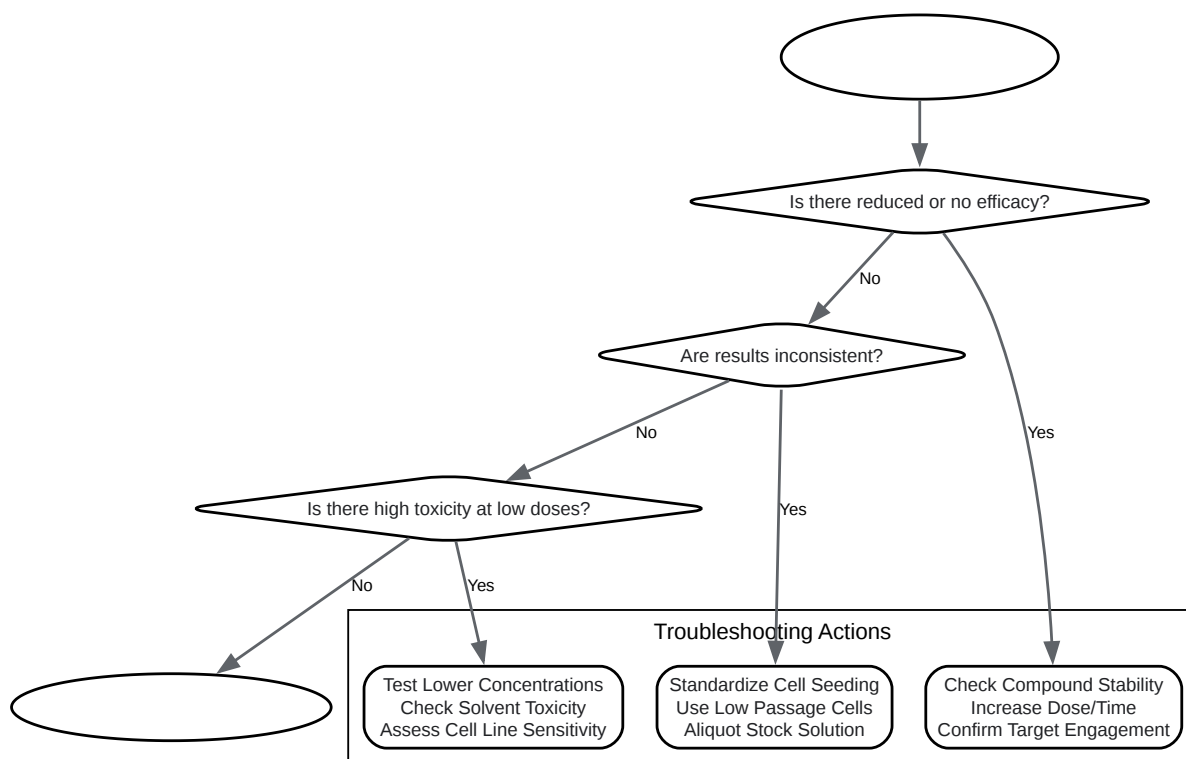 Is there reduced or no efficacy?
No
Are results inconsistent?
No
Yes
Is there high toxicity at low doses?
Yes
No
Yes
Troubleshooting Actions
Test Lower Concentrations
Check Solvent Toxicity
Assess Cell Line Sensitivity
Standardize Cell Seeding
Use Low Passage Cells
Aliquot Stock Solution
Check Compound Stability
Increase Dose/Time
Confirm Target Engagement